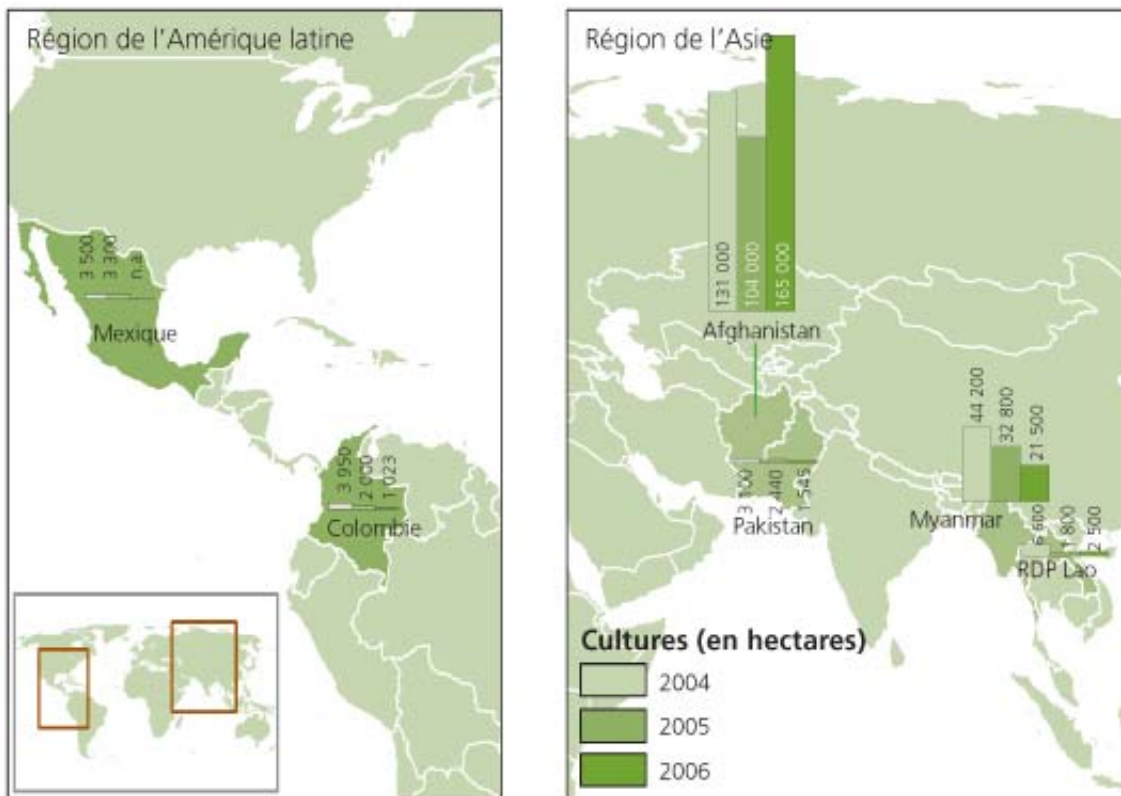 Région de l'Amérique latine
3 500
3 300
n.a
Mexique
3 950
2 000
1 023
Colombie
Région de l'Asie
131 000
104 000
165 000
Afghanistan
3 100
2 440
1 545
Pakistan
44 200
32 800
21 500
Myanmar
6 600
1 800
2 500
RDP Lao
Cultures (en hectares)
2004
2005
2006